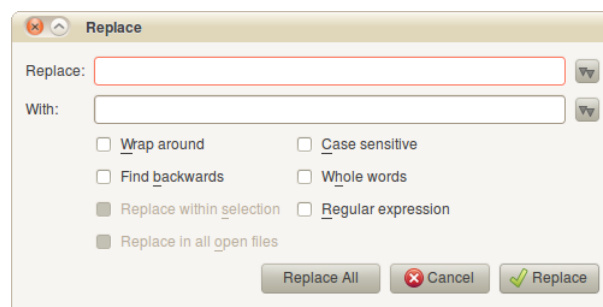 Replace
Replace:
With:
Wrap around
Case sensitive
Find backwards
Whole words
Replace within selection
Regular expression
Replace in all open files
Replace All
Cancel
Replace